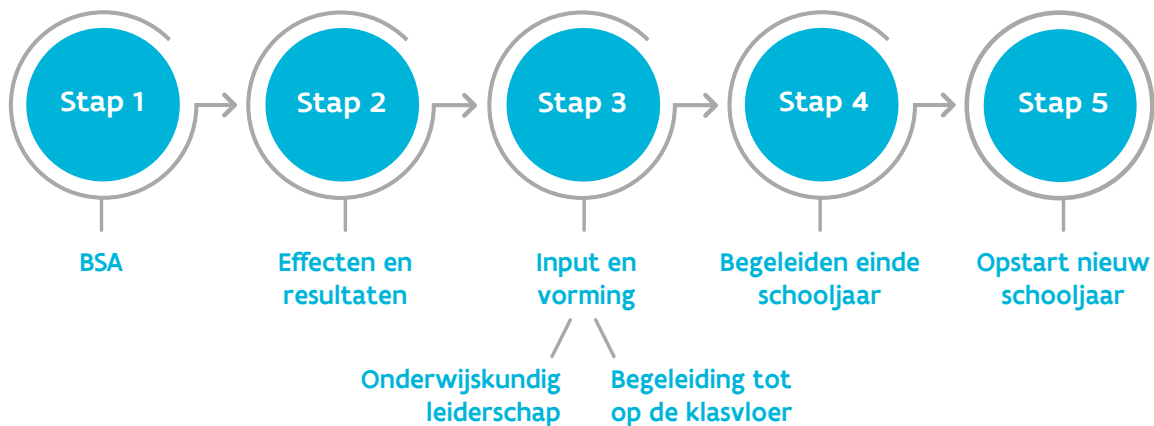 Stap 1
Stap 2
Stap 3
Stap 4
Stap 5
BSA
Effecten en
resultaten
Input en
vorming
Begeleiden einde
schooljaar
Opstart nieuw
schooljaar
Onderwijskundig
leiderschap
Begeleiding tot
op de klasvloer